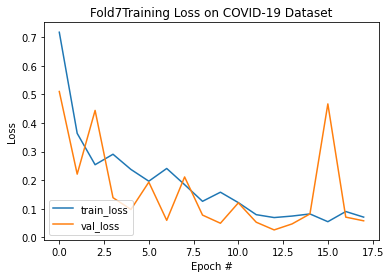 Fold7Training Loss on COVID-19 Dataset
0.7
0.6
0.5
0.4
0.3
0.2
0.1
0.0
Loss
train_loss
val_loss
0.0 2.5 5.0 7.5 10.0 12.5 15.0 17.5
Epoch #